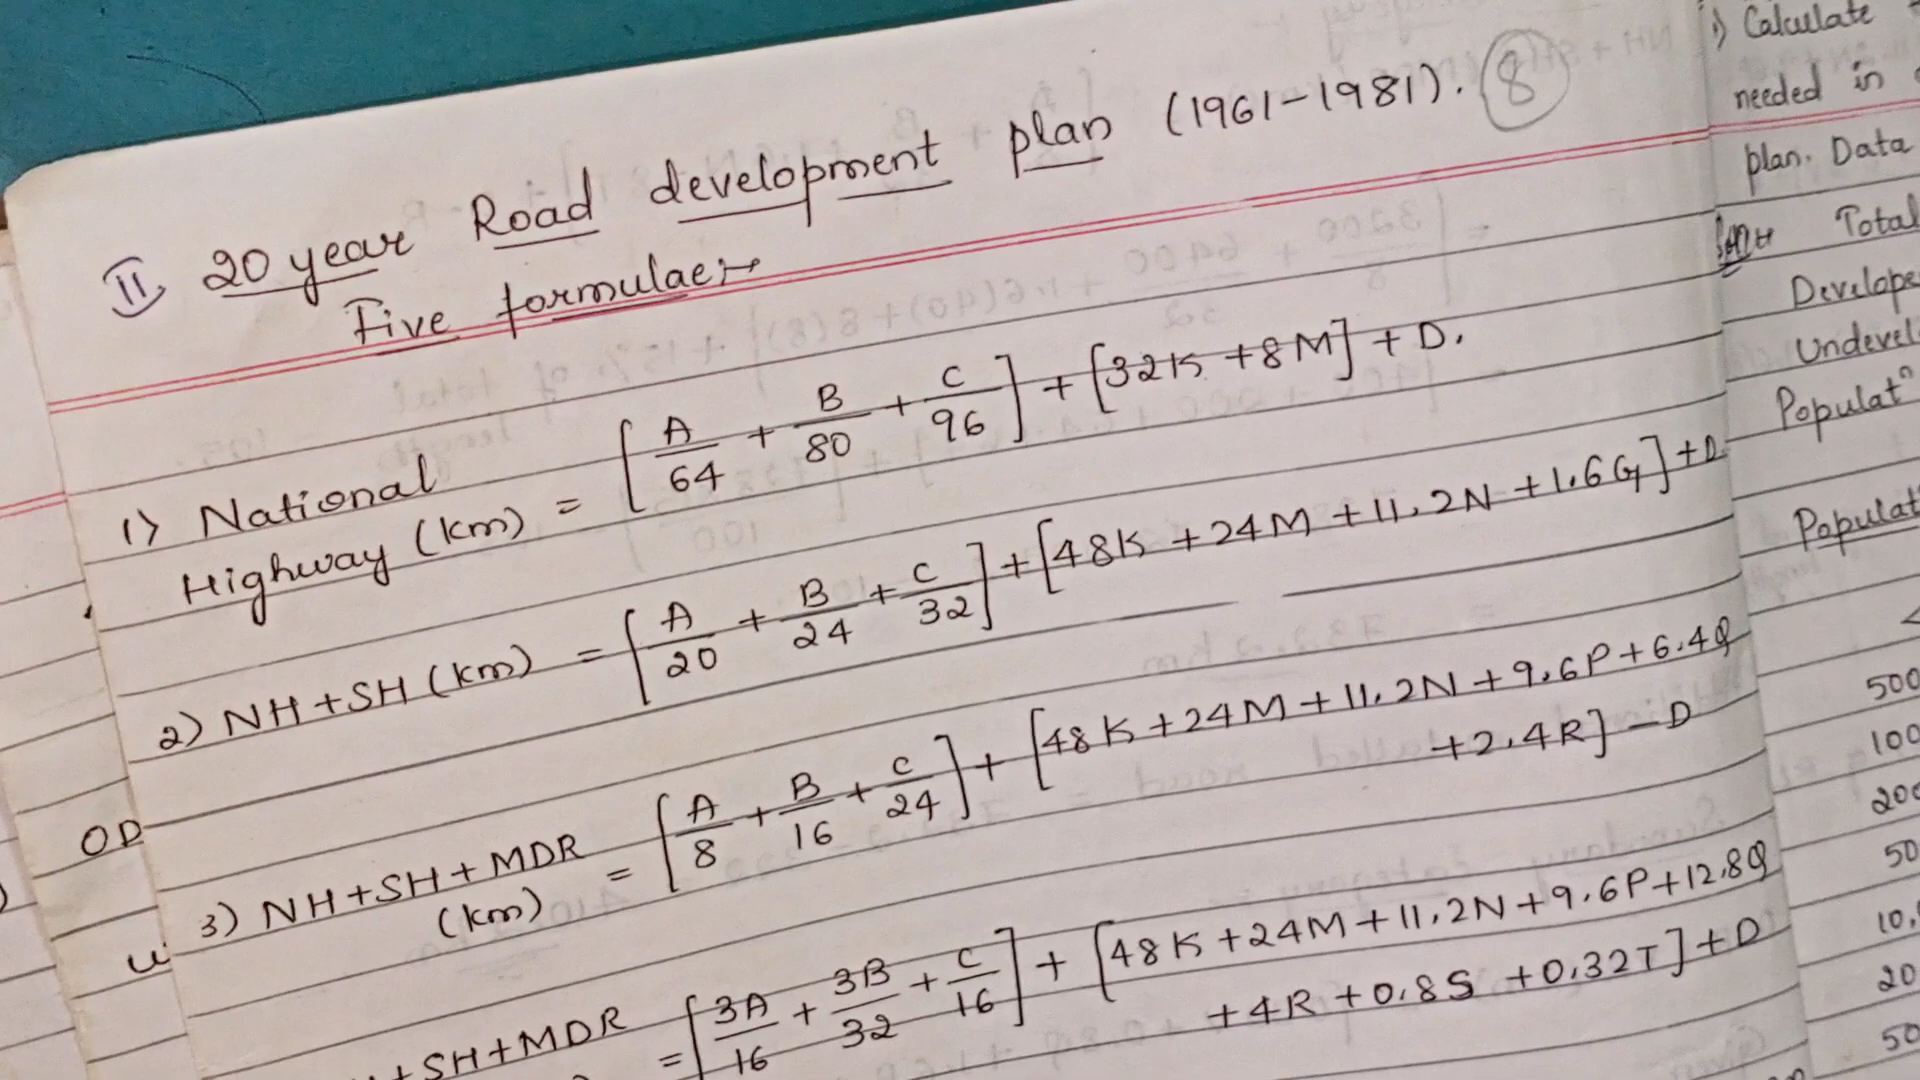 II 20 year Road development plan (1961-1981). 8
Five formulae:-
1) National Highway (km) = [A/64 + B/80 + C/96] + [32K + 8M] + D.
2) NH+SH (km) = [A/20 + B/24 + C/32] + [48K + 24M + 11.2N + 1.6G] + D
3) NH+SH+MDR (km) = [A/8 + B/16 + C/24] + [48K + 24M + 11.2N + 9.6P + 6.4Q
+ 2.4R] - D
+SH+MDR = [3A/16 + 3B/32 + C/16] + [48K + 24M + 11.2N + 9.6P + 12.8Q
+ 4R + 0.8S + 0.32T] + D
i) Calculate
needed in
plan. Data
Total
Develope
Undevel
Populat
Populat
500
100
200
50
10.
20
50